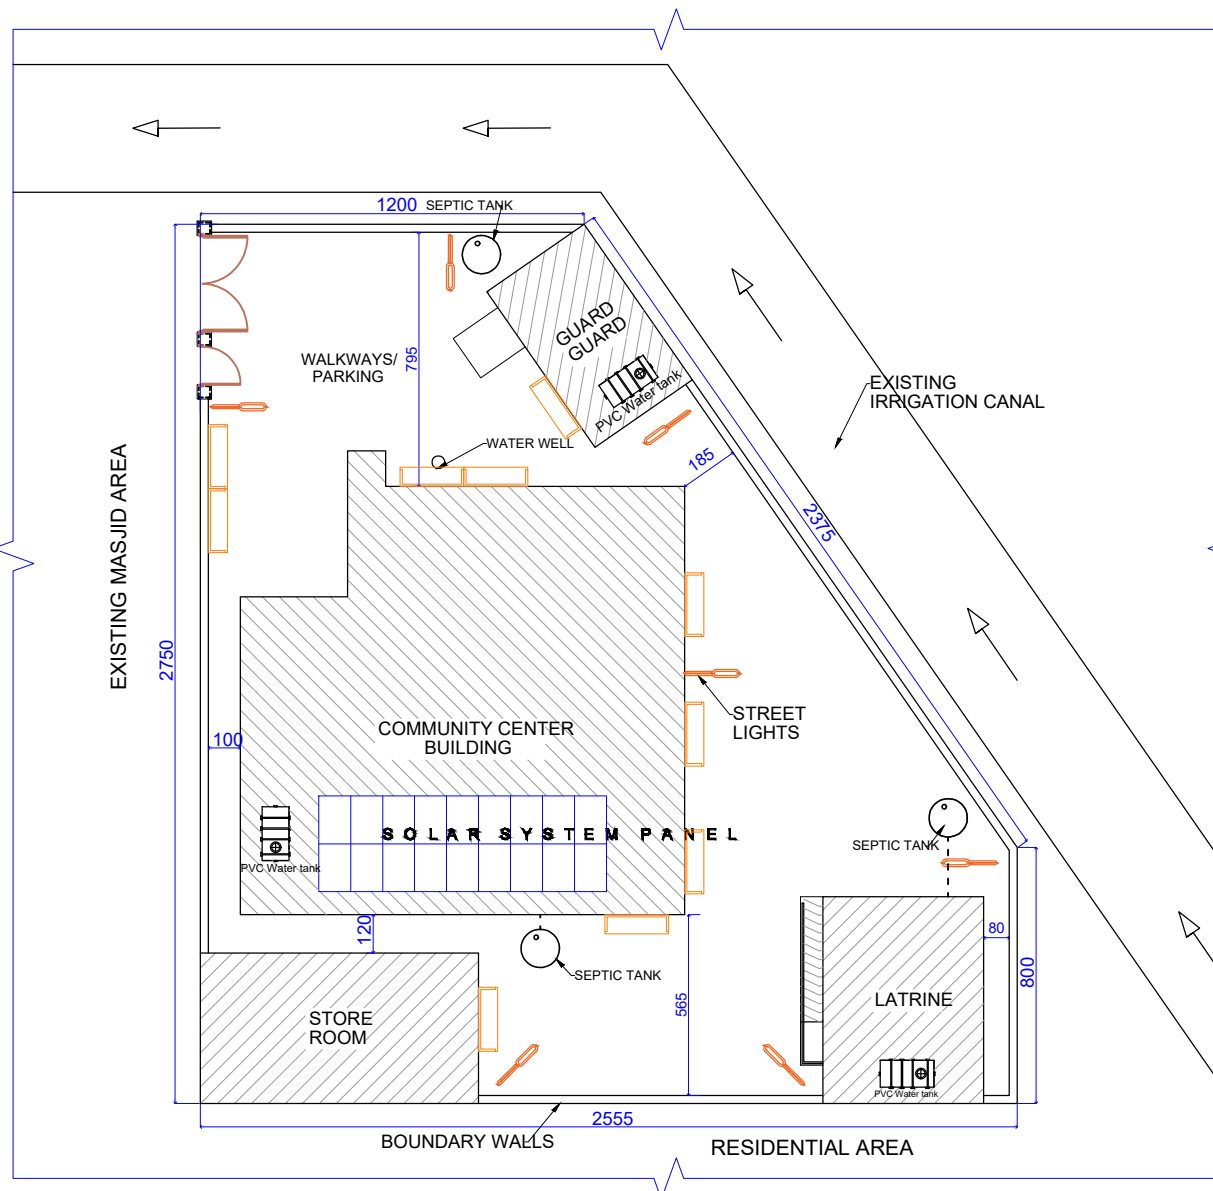 1200
SEPTIC TANK
GUARD
GUARD
PVC Water tank
WALKWAYS/
PARKING
795
EXISTING
IRRIGATION CANAL
WATER WELL
185
2375
EXISTING MASJID AREA
2750
100
COMMUNITY CENTER
BUILDING
STREET
LIGHTS
SOLAR SYSTEM PANEL
PVC Water tank
SEPTIC TANK
120
SEPTIC TANK
80
800
565
LATRINE
STORE
ROOM
PVC Water tank
2555
BOUNDARY WALLS
RESIDENTIAL AREA